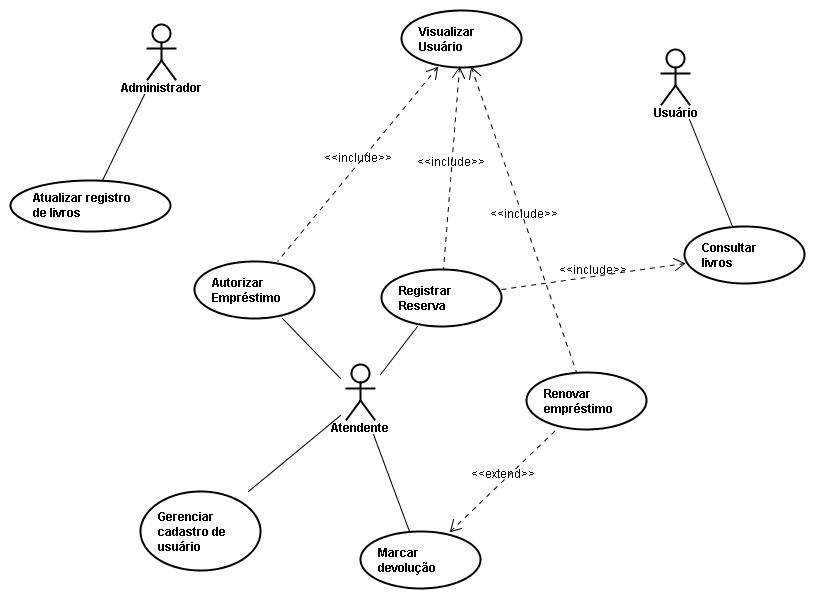 Visualizar
Usuário
Administrador
Usuário
<<include>>
<<include>>
Atualizar registro
de livros
<<include>>
Consultar
livros
<<include>>
Autorizar
Empréstimo
Registrar
Reserva
Renovar
empréstimo
Atendente
<<extend>>
Gerenciar
cadastro de
usuário
Marcar
devolução